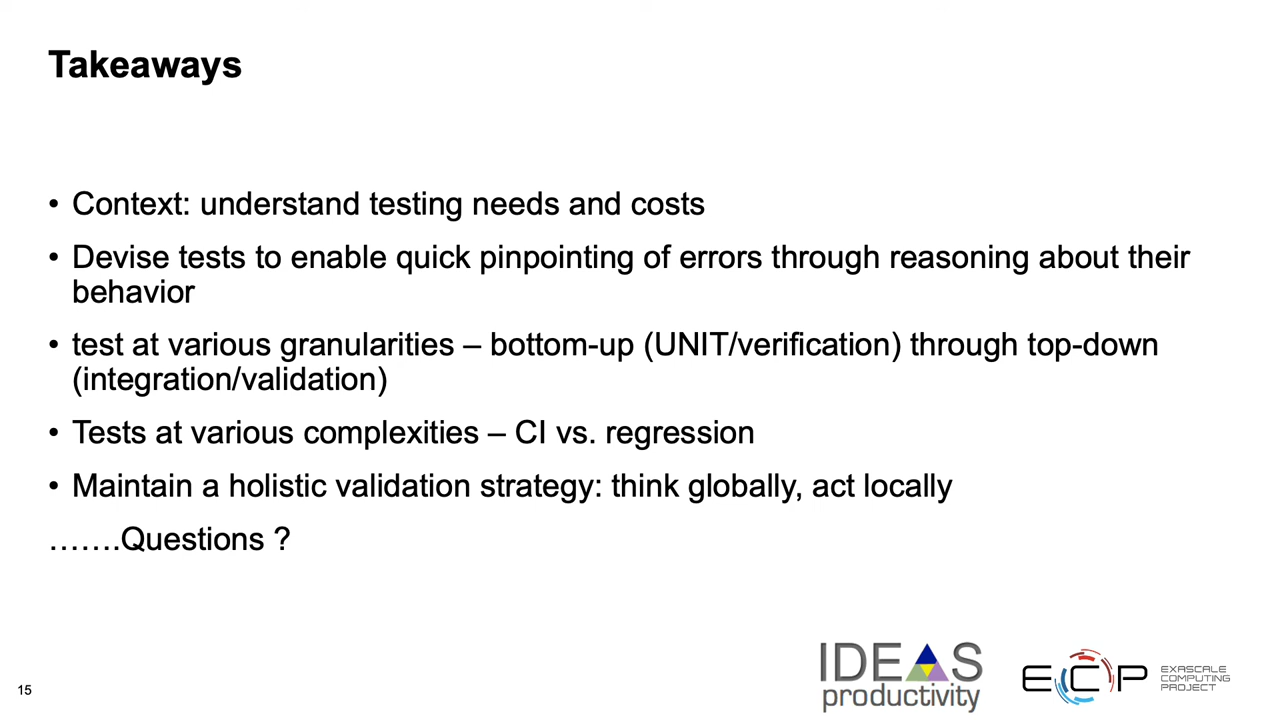 Takeaways
• Context: understand testing needs and costs
• Devise tests to enable quick pinpointing of errors through reasoning about their
behavior
• test at various granularities – bottom-up (UNIT/verification) through top-down
(integration/validation)
• Tests at various complexities – CI vs. regression
• Maintain a holistic validation strategy: think globally, act locally
…….Questions ?
15
IDEAS
productivity
ECP
EXASCALE
COMPUTING
PROJECT